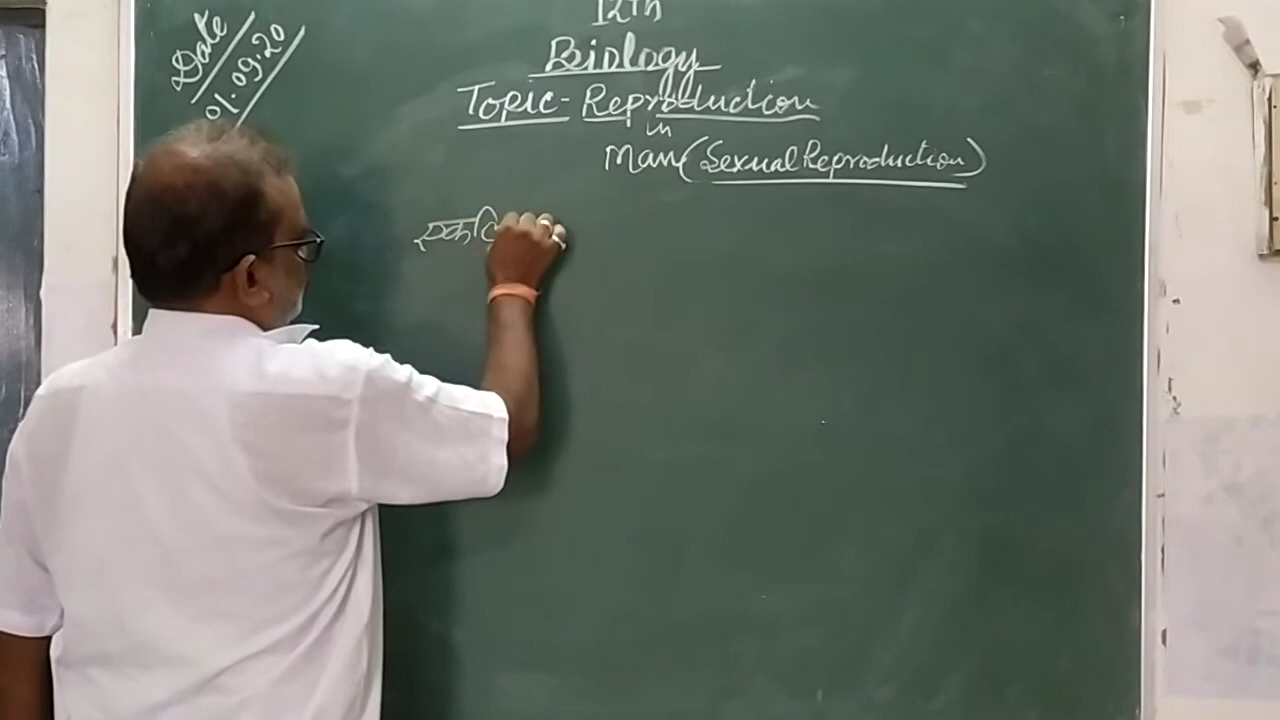 Date
01.09.20
12th
Biology
Topic- Reproduction
in
Man (Sexual Reproduction)